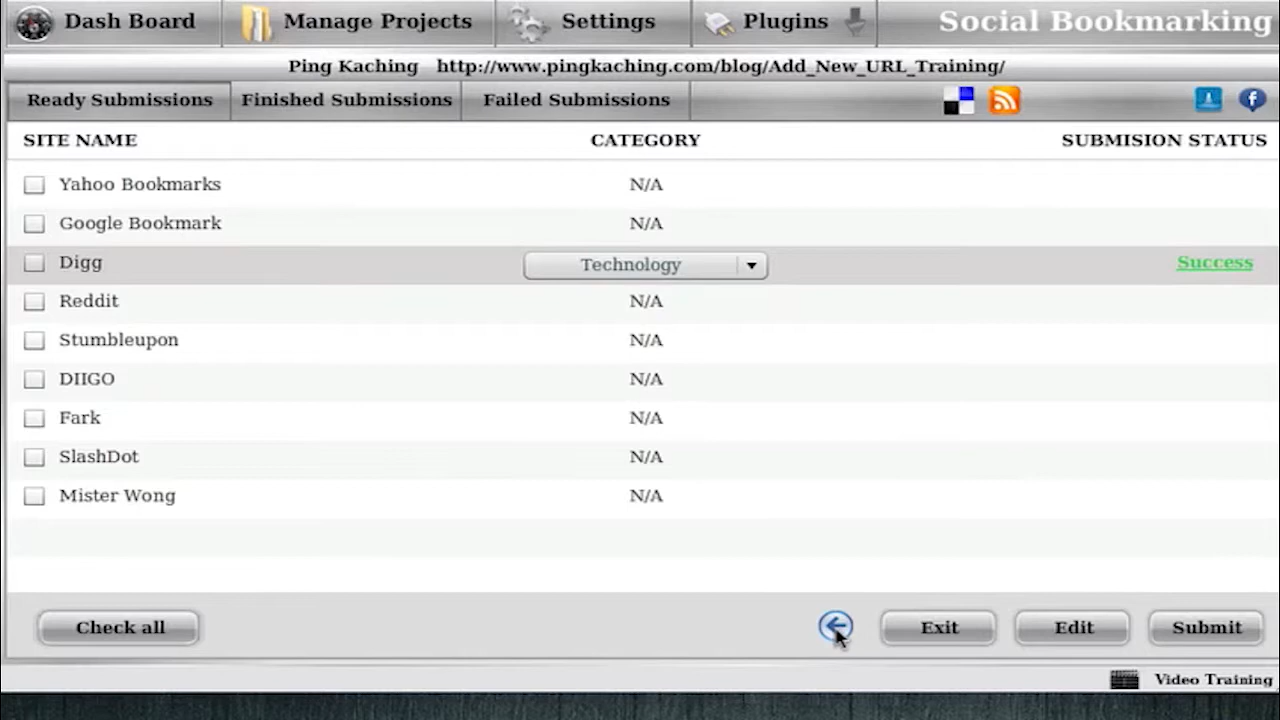 Dash Board Manage Projects Settings Plugins Social Bookmarking
Ping Kaching http://www.pingkaching.com/blog/Add_New_URL_Training/
Ready Submissions Finished Submissions Failed Submissions
SITE NAME CATEGORY SUBMISION STATUS
Yahoo Bookmarks N/A
Google Bookmark N/A
Digg Technology Success
Reddit N/A
Stumbleupon N/A
DIIGO N/A
Fark N/A
SlashDot N/A
Mister Wong N/A
Check all Exit Edit Submit
Video Training